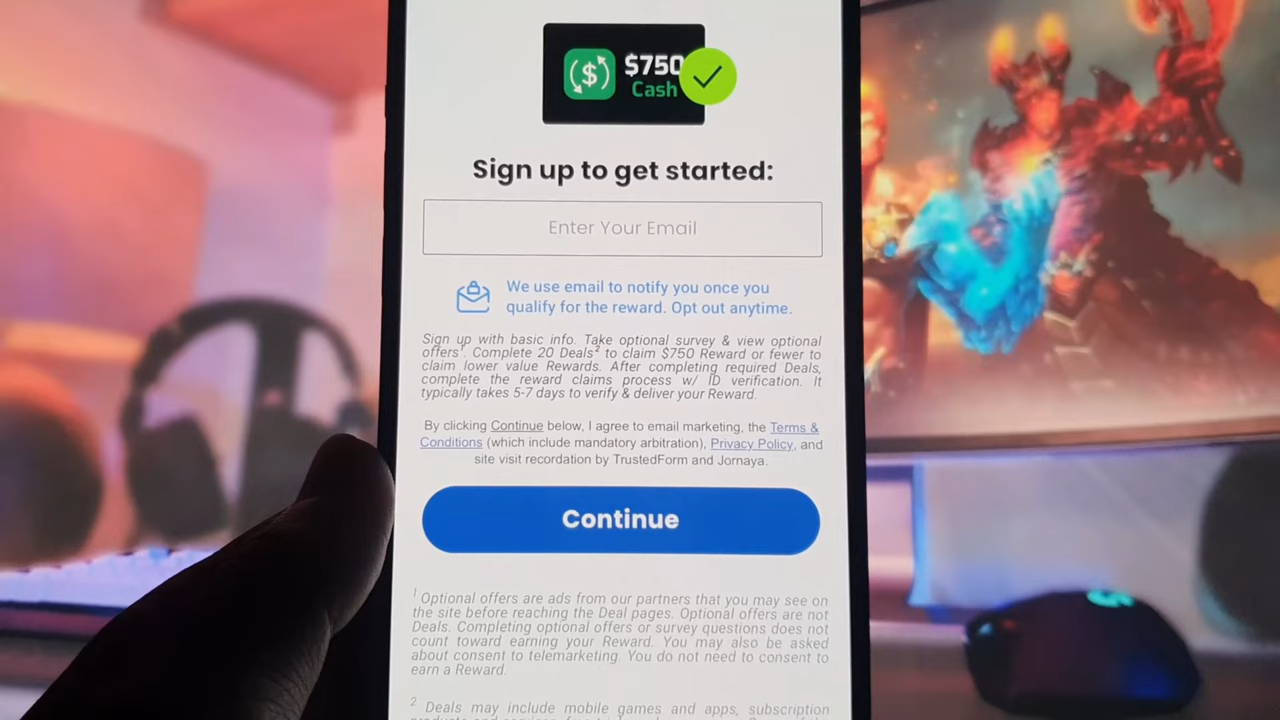 $750
Cash
Sign up to get started:
Enter Your Email
We use email to notify you once you
qualify for the reward. Opt out anytime.
Sign up with basic info. Take optional survey & view optional
offers¹. Complete 20 Deals² to claim $750 Reward or fewer to
claim lower value Rewards. After completing required Deals,
complete the reward claims process w/ ID verification. It
typically takes 5-7 days to verify & deliver your Reward.
By clicking Continue below, I agree to email marketing, the Terms &
Conditions (which include mandatory arbitration), Privacy Policy, and
site visit recordation by TrustedForm and Jornaya.
Continue
¹ Optional offers are ads from our partners that you may see on
the site before reaching the Deal pages. Optional offers are not
Deals. Completing optional offers or survey questions does not
count toward earning your Reward. You may also be asked
about consent to telemarketing. You do not need to consent to
earn a Reward.
² Deals may include mobile games and apps, subscription